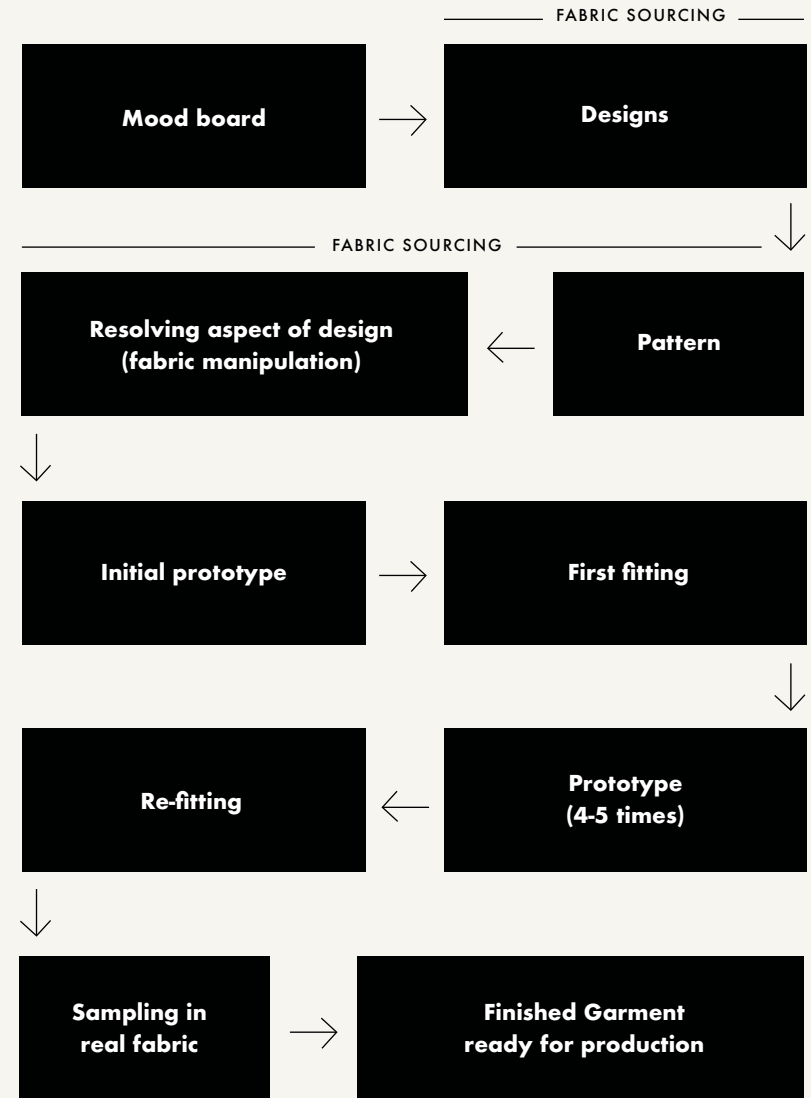 FABRIC SOURCING
Mood board
Designs
FABRIC SOURCING
Pattern
Resolving aspect of design
(fabric manipulation)
Initial prototype
First fitting
Prototype
(4-5 times)
Re-fitting
Sampling in
real fabric
Finished Garment
ready for production